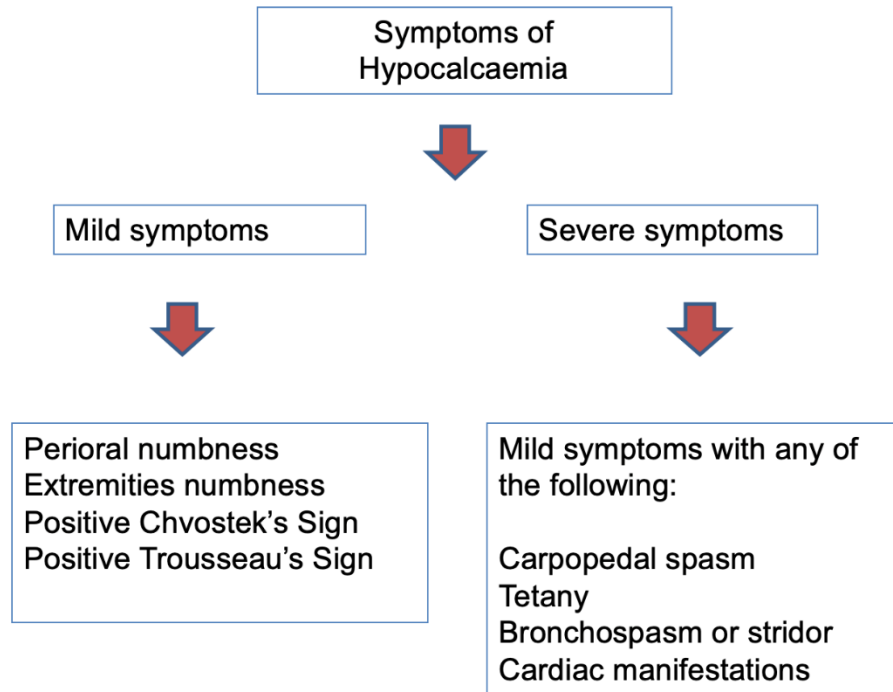 Symptoms of
Hypocalcaemia
Mild symptoms
Severe symptoms
Perioral numbness
Extremities numbness
Positive Chvostek's Sign
Positive Trousseau's Sign
Mild symptoms with any of
the following:
Carpopedal spasm
Tetany
Bronchospasm or stridor
Cardiac manifestations